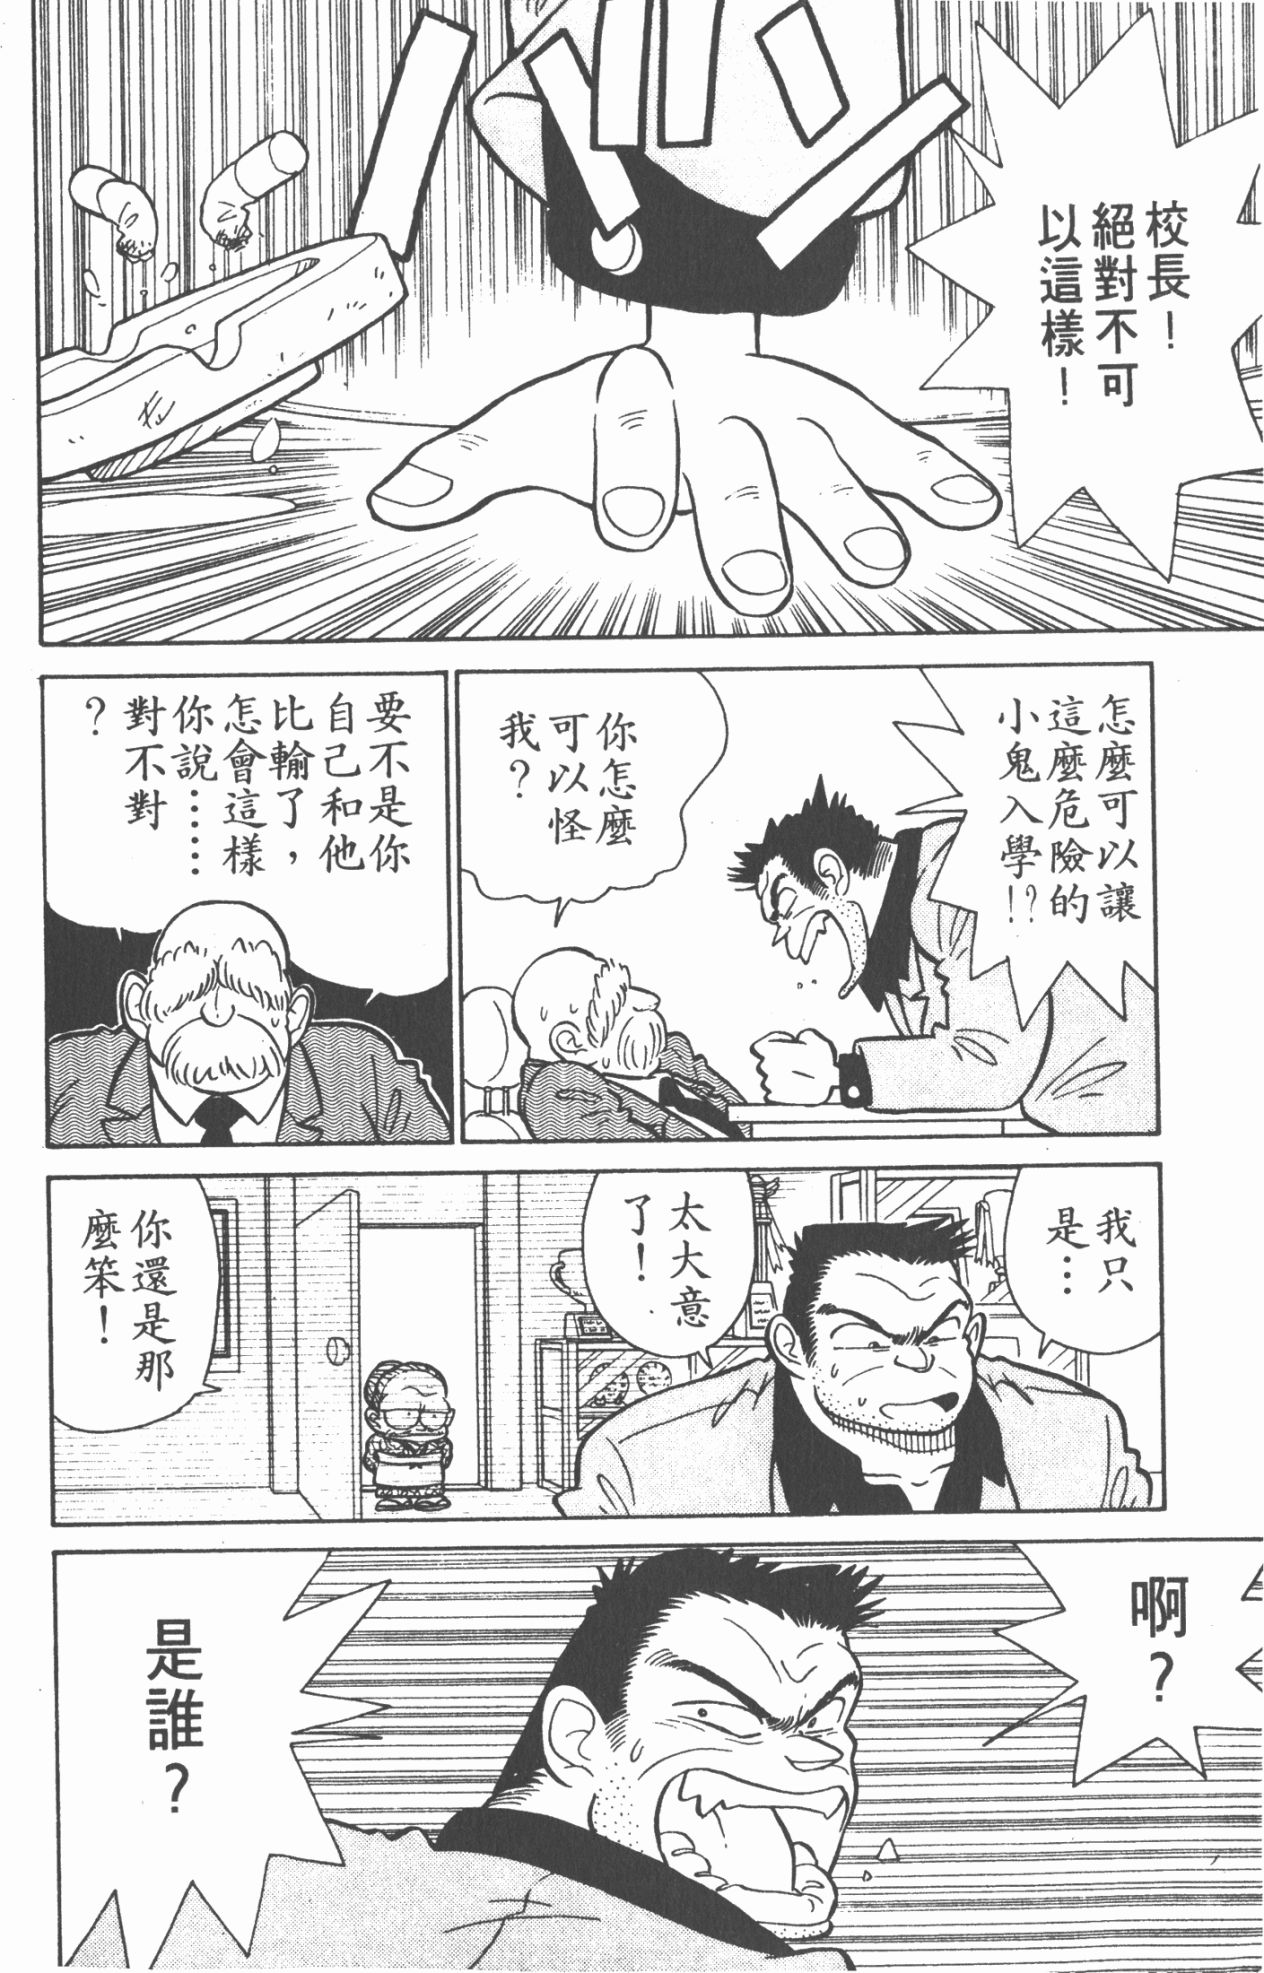 校長！
絕對不可
以這樣！
怎麼可以讓
這麼危險的
小鬼入學！？
你怎麼
可以怪
我？
要不是你
自己和他
比輸了，
怎會這樣
你說……
對不對
？
我只
是…
太大意
了！
你還是那
麼笨！
啊？
是誰？